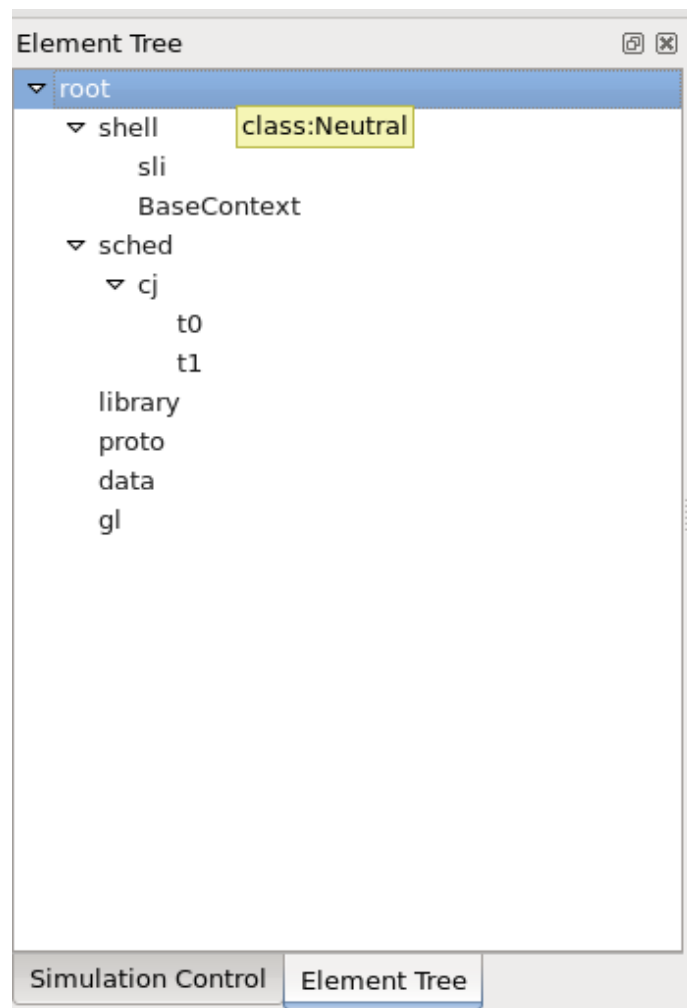 Element Tree
root
shell
class:Neutral
sli
BaseContext
sched
cj
t0
t1
library
proto
data
gl
Simulation Control
Element Tree